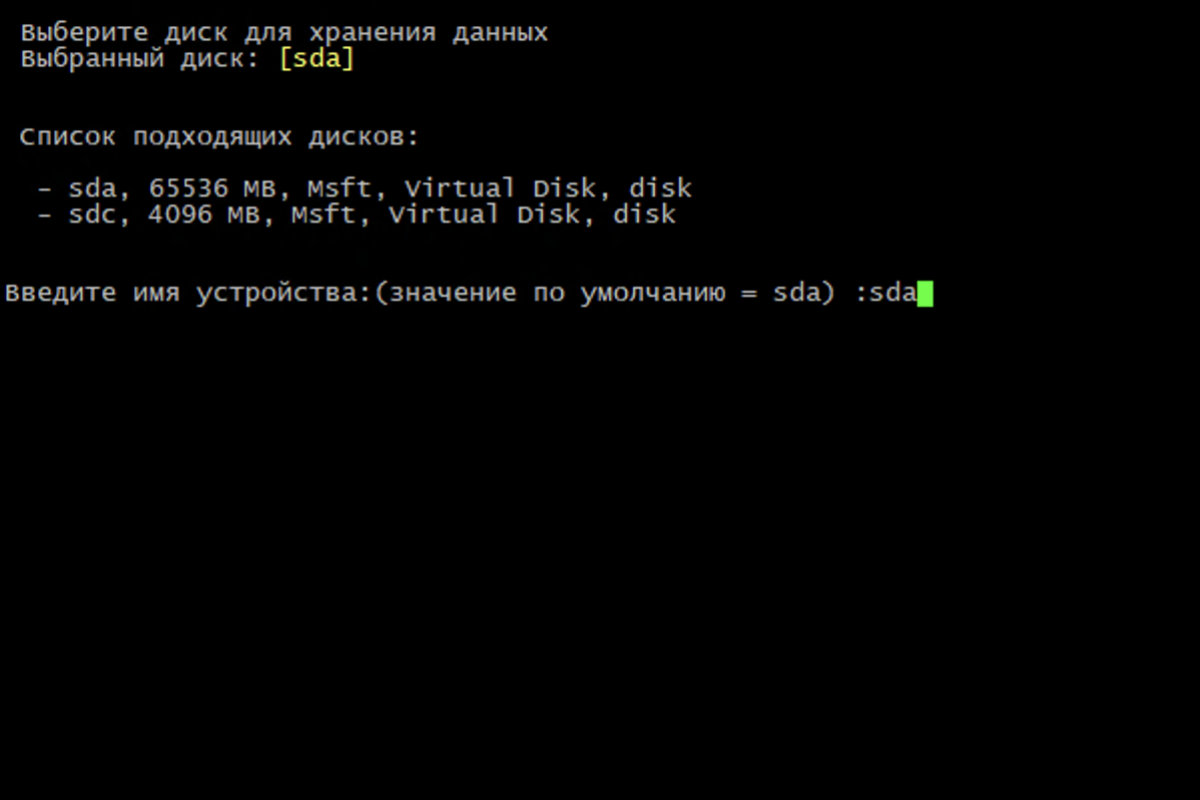 Выберите диск для хранения данных
Выбранный диск: [sda]
Список подходящих дисков:
- sda, 65536 MB, Msft, Virtual Disk, disk
- sdc, 4096 MB, Msft, Virtual Disk, disk
Введите имя устройства:(значение по умолчанию = sda) :sda